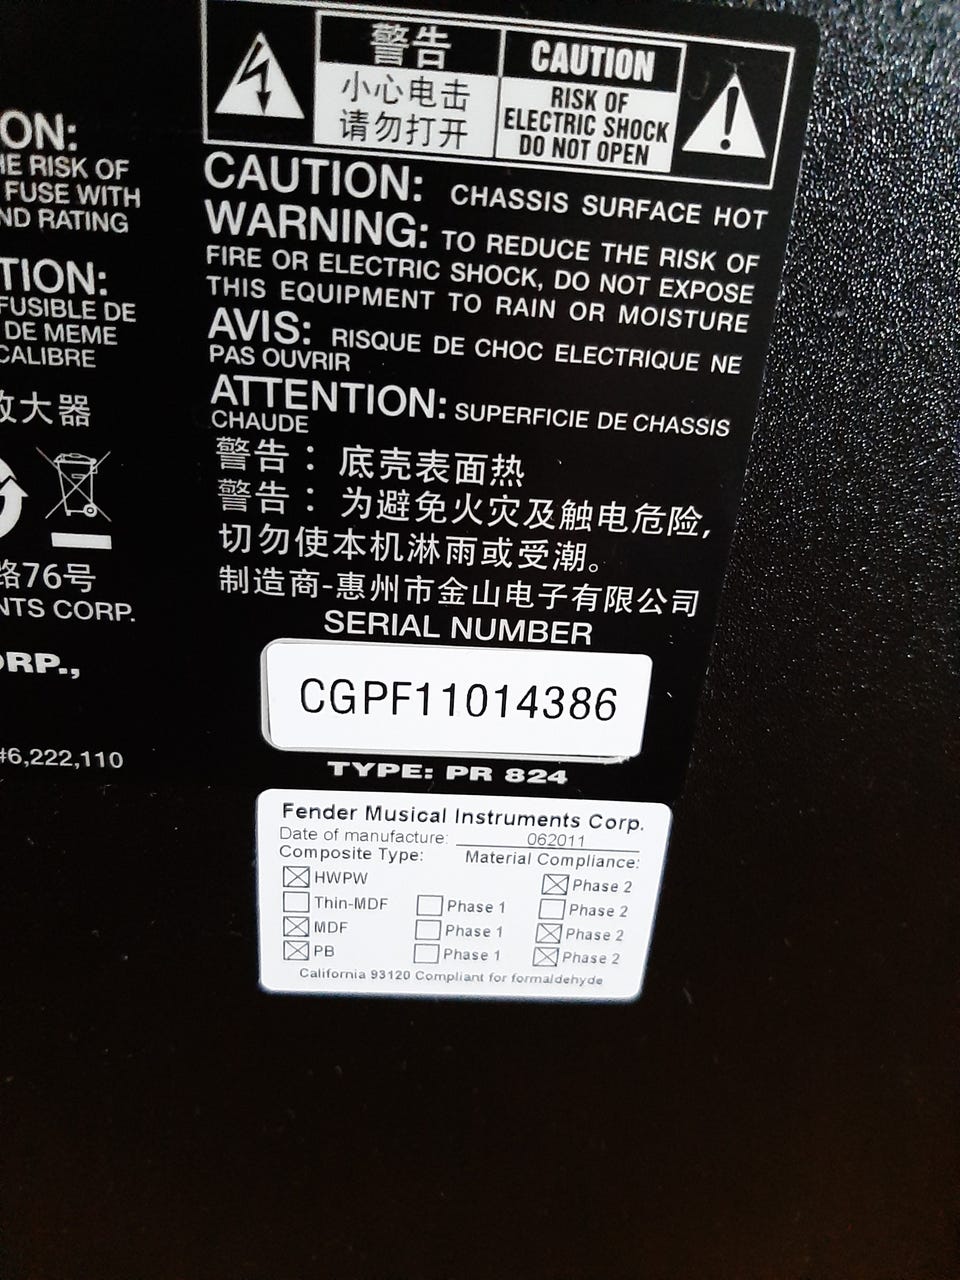 ON:
HE RISK OF
FUSE WITH
ND RATING
TION:
FUSIBLE DE
DE MEME
CALIBRE
大器
路76号
NTS CORP.
ORP.,
#6,222,110
警告
小心电击
请勿打开
CAUTION
RISK OF
ELECTRIC SHOCK
DO NOT OPEN
CAUTION: CHASSIS SURFACE HOT
WARNING: TO REDUCE THE RISK OF
FIRE OR ELECTRIC SHOCK, DO NOT EXPOSE
THIS EQUIPMENT TO RAIN OR MOISTURE
AVIS: RISQUE DE CHOC ELECTRIQUE NE
PAS OUVRIR
ATTENTION: SUPERFICIE DE CHASSIS
CHAUDE
警告：底壳表面热
警告：为避免火灾及触电危险,
切勿使本机淋雨或受潮。
制造商-惠州市金山电子有限公司
SERIAL NUMBER
CGPF11014386
TYPE: PR 824
Fender Musical Instruments Corp.
Date of manufacture: 062011
Composite Type: Material Compliance:
HWPW Phase 2
Thin-MDF Phase 1 Phase 2
MDF Phase 1 Phase 2
PB Phase 1 Phase 2
California 93120 Compliant for formaldehyde